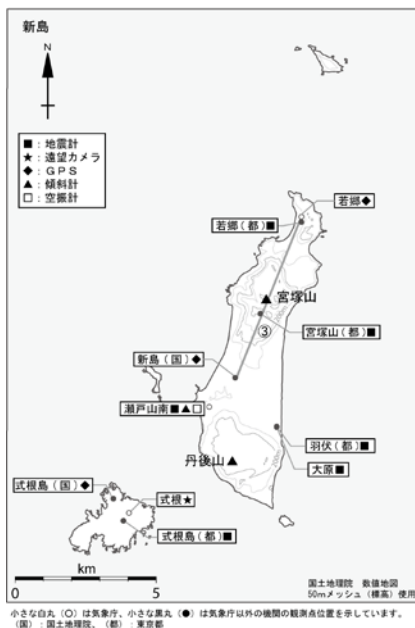 新島
N
■：地震計
★：遠望カメラ
◆：ＧＰＳ
▲：傾斜計
□：空振計
若郷◆
若郷（都）■
宮塚山
宮塚山（都）■
③
新島（国）◆
瀬戸山南■▲□
羽伏（都）■
丹後山
大原■
式根島（国）◆
式根★
式根島（都）■
km
0
5
国土地理院　数値地図
50mメッシュ（標高）使用
小さな白丸（○）は気象庁、小さな黒丸（●）は気象庁以外の機関の観測点位置を示しています。
（国）：国土地理院、（都）：東京都